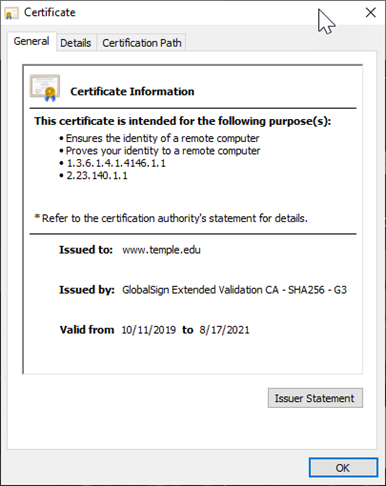 Certificate
General Details Certification Path
Certificate Information
This certificate is intended for the following purpose(s):
• Ensures the identity of a remote computer
• Proves your identity to a remote computer
• 1.3.6.1.4.1.4146.1.1
• 2.23.140.1.1
* Refer to the certification authority's statement for details.
Issued to: www.temple.edu
Issued by: GlobalSign Extended Validation CA - SHA256 - G3
Valid from 10/11/2019 to 8/17/2021
Issuer Statement
OK